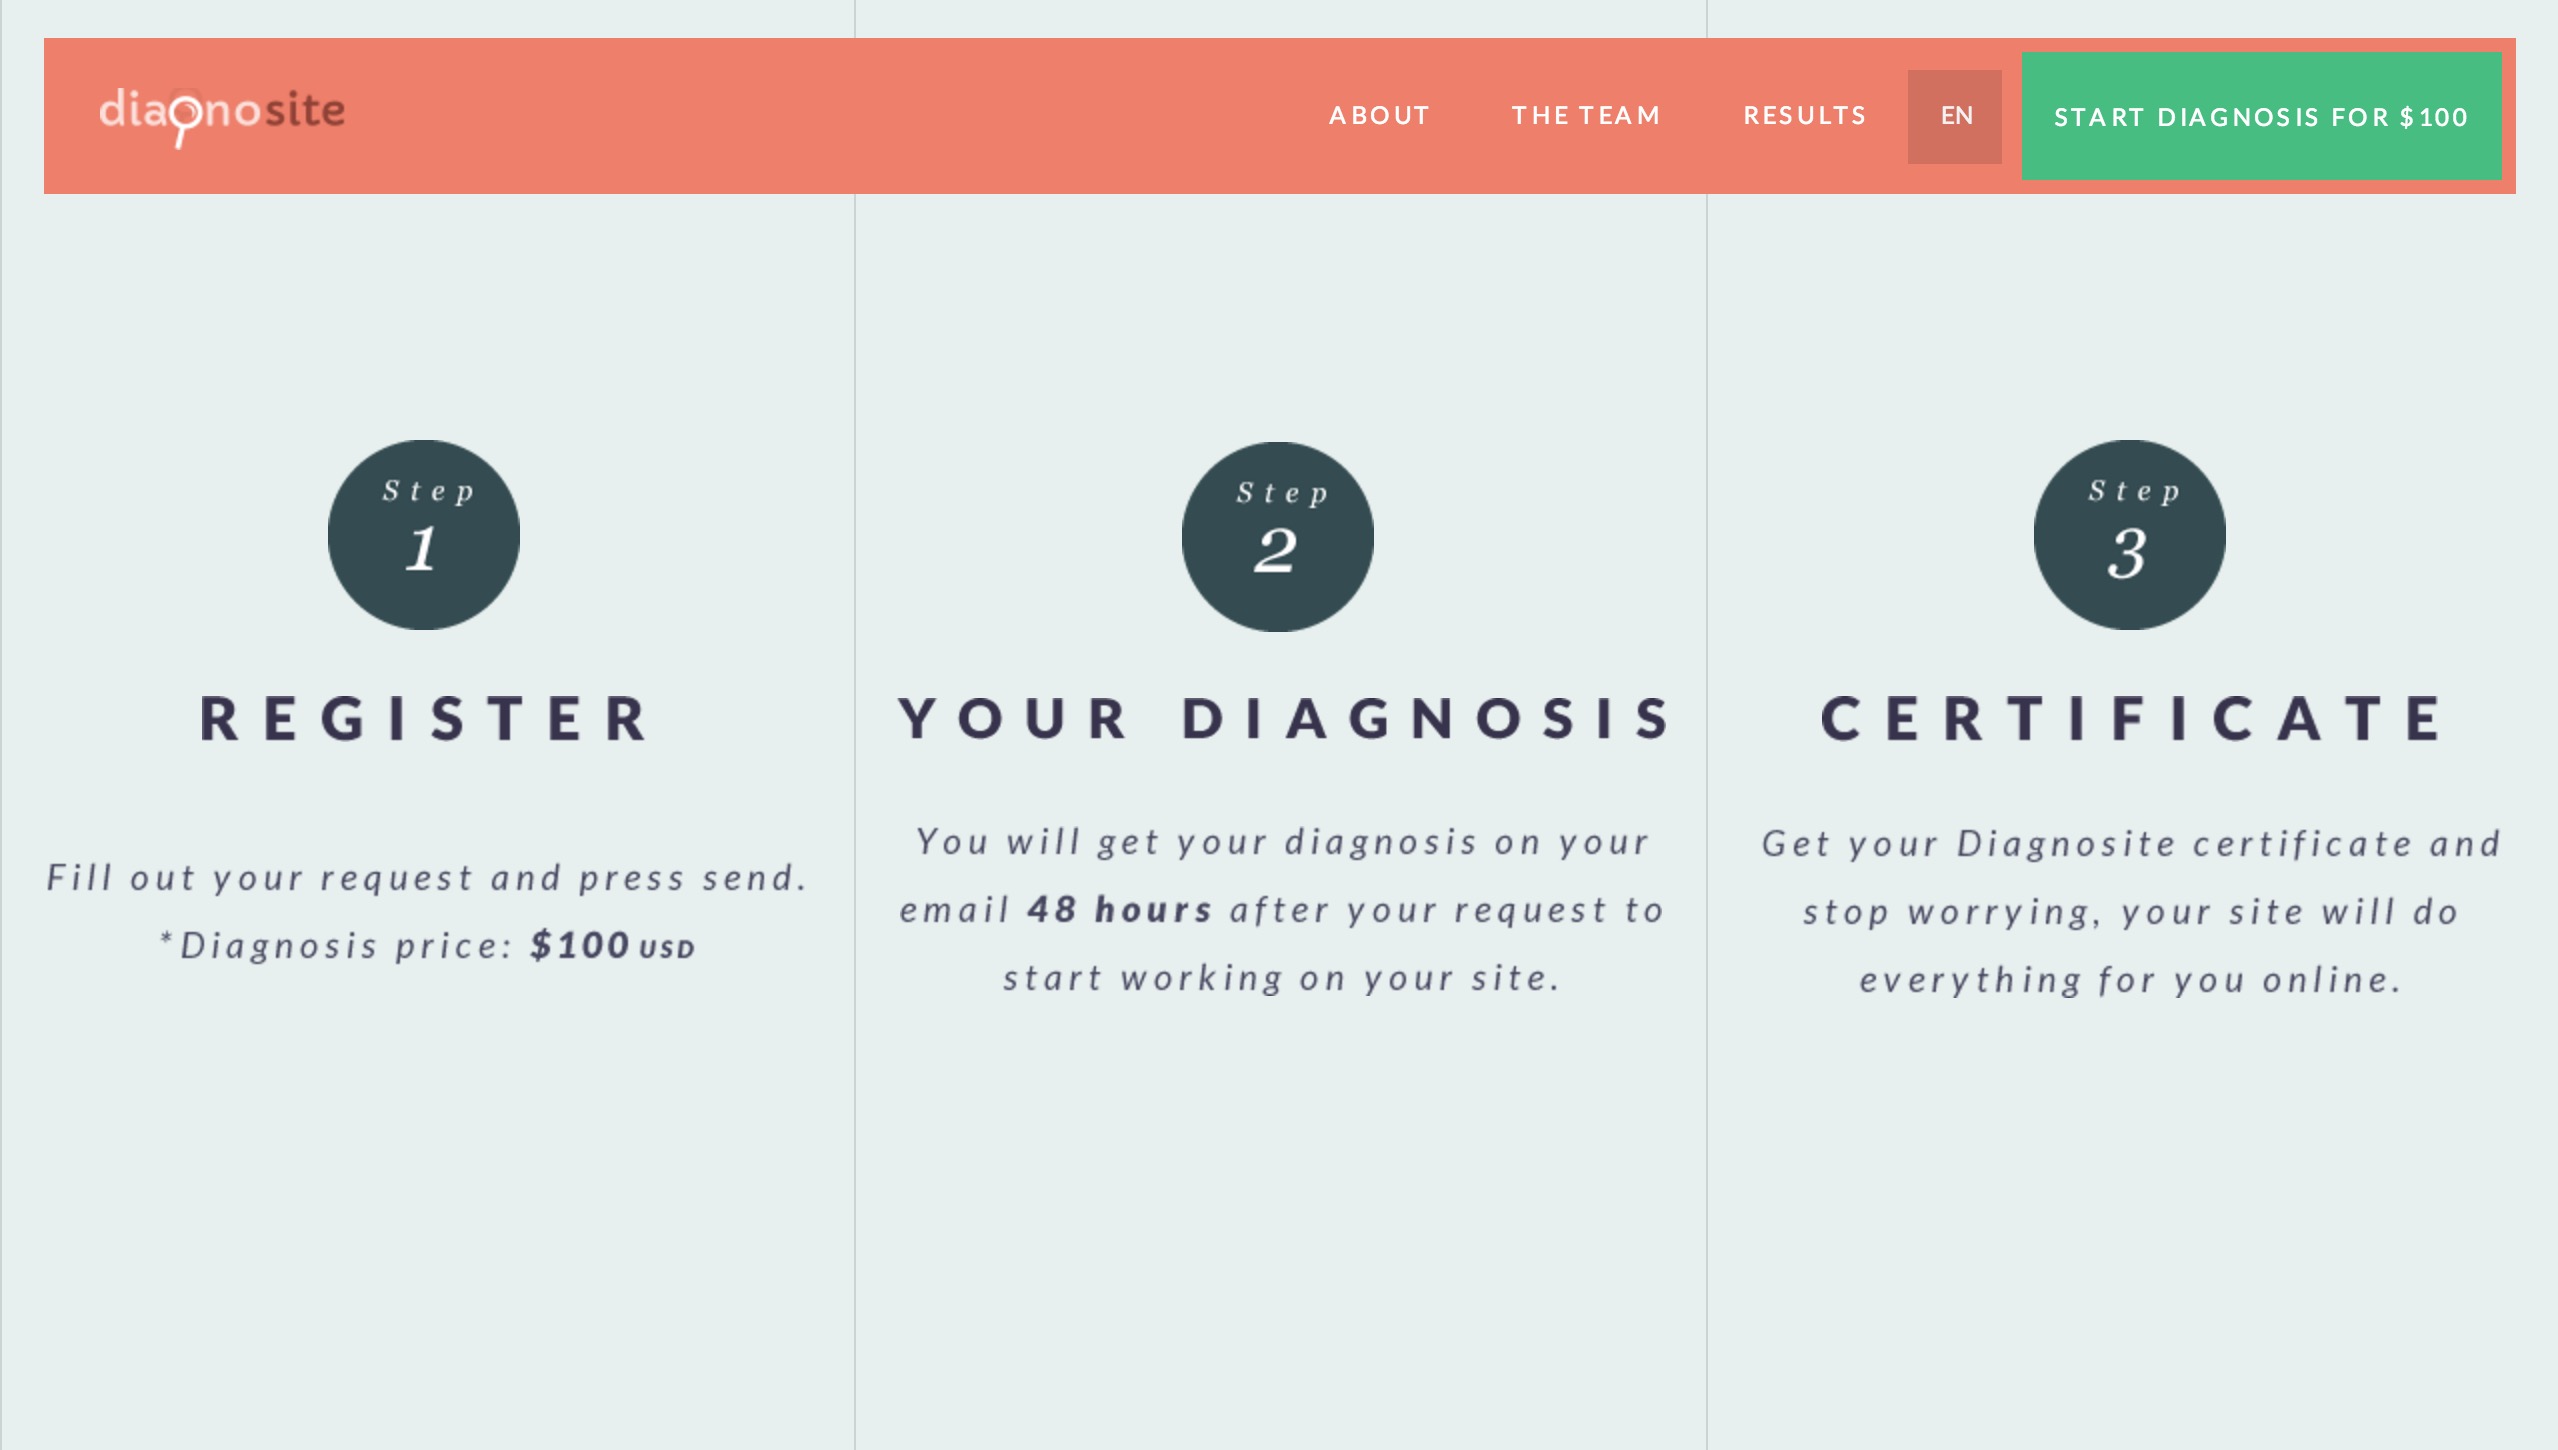 diagnosite
ABOUT
THE TEAM
RESULTS
EN
START DIAGNOSIS FOR $100
Step
1
REGISTER
Fill out your request and press send.
*Diagnosis price: $100 USD
Step
2
YOUR DIAGNOSIS
You will get your diagnosis on your
email 48 hours after your request to
start working on your site.
Step
3
CERTIFICATE
Get your Diagnosite certificate and
stop worrying, your site will do
everything for you online.